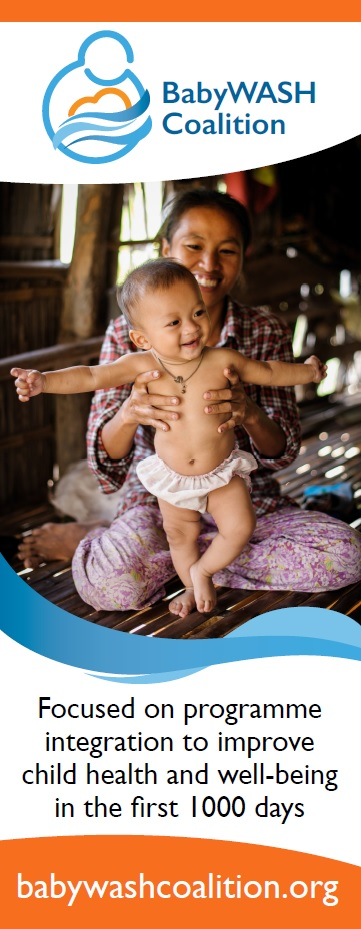 BabyWASH
Coalition
Focused on programme
integration to improve
child health and well-being
in the first 1000 days
babywashcoalition.org